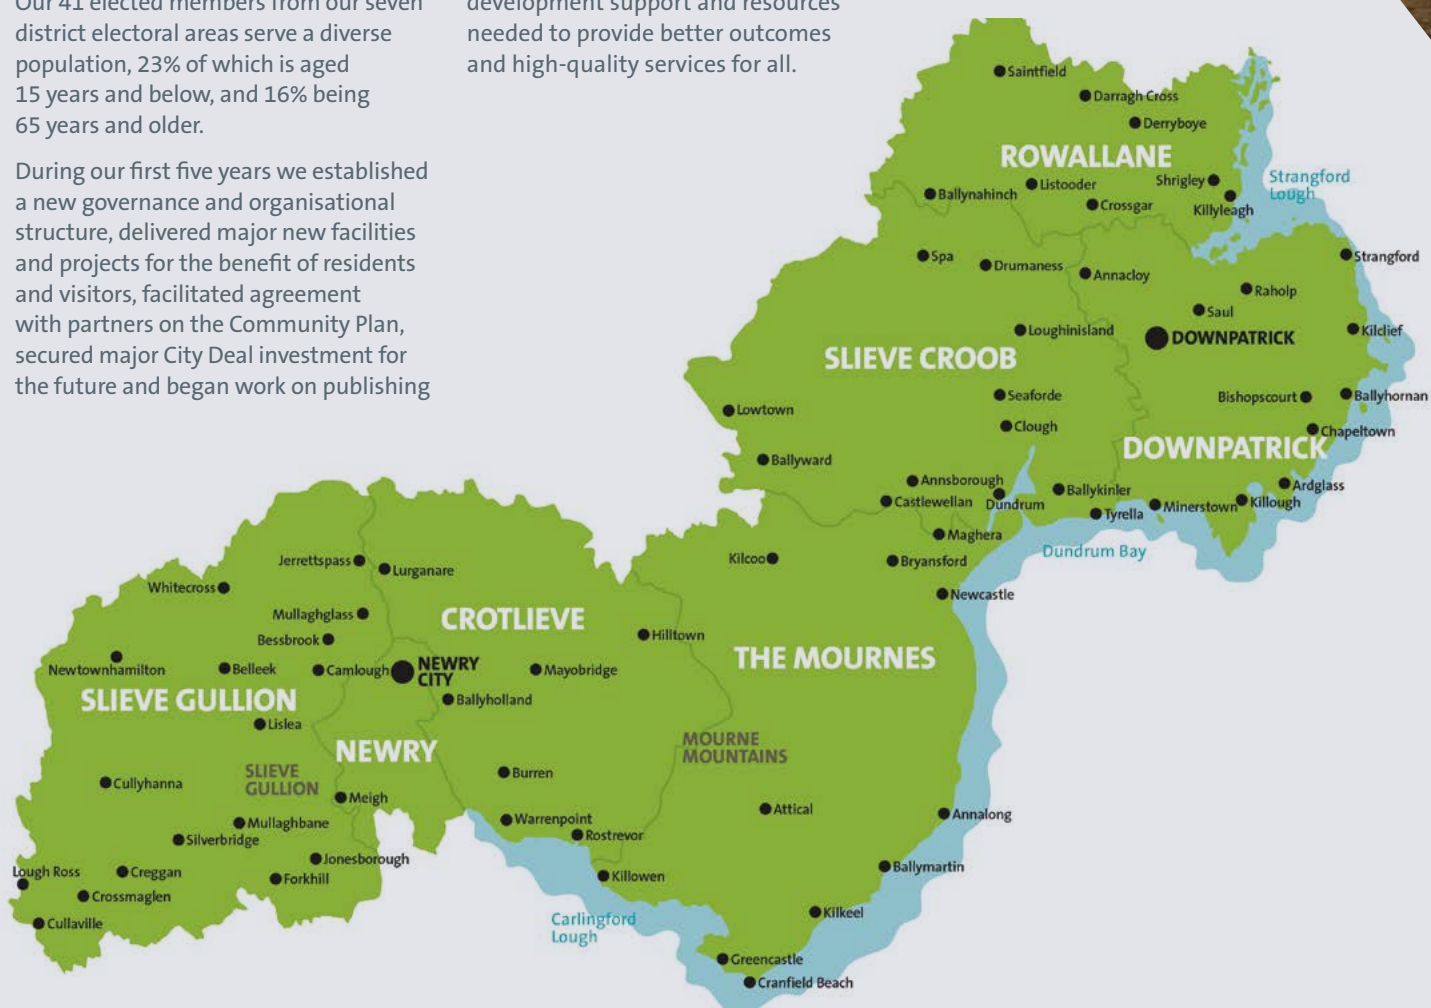 Our 41 elected members from our seven
district electoral areas serve a diverse
population, 23% of which is aged
15 years and below, and 16% being
65 years and older.
During our first five years we established
a new governance and organisational
structure, delivered major new facilities
and projects for the benefit of residents
and visitors, facilitated agreement
with partners on the Community Plan,
secured major City Deal investment for
the future and began work on publishing
development support and resources
needed to provide better outcomes
and high-quality services for all.
Saintfield
Darragh Cross
Derryboye
ROWALLANE
Strangford
Lough
Shrigley
Listooder
Ballynahinch
Crossgar
Killyleagh
Spa
Drumaness
Annacloy
Strangford
Raholp
Saul
Loughinisland
DOWNPATRICK
Kilclief
SLIEVE CROOB
Seaforde
Bishopscourt
Ballyhornan
Lowtown
Clough
Chapeltown
DOWNPATRICK
Ballyward
Annsborough
Ardglass
Ballykinler
Castlewellan
Dundrum
Minerstown
Killough
Tyrella
Maghera
Dundrum Bay
Kilcoo
Bryansford
Newcastle
Jerrettspass
Lurganare
Whitecross
Mullaghglass
CROTLIEVE
Bessbrook
Hilltown
THE MOURNES
Newtownhamilton
Belleek
Camlough
NEWRY
CITY
Mayobridge
SLIEVE GULLION
Ballyholland
Lislea
NEWRY
MOURNE
MOUNTAINS
Cullyhanna
SLIEVE
GULLION
Burren
Meigh
Attical
Annalong
Mullaghbane
Warrenpoint
Silverbridge
Rostrevor
Jonesborough
Lough Ross
Creggan
Forkhill
Killowen
Ballymartin
Crossmaglen
Kilkeel
Cullaville
Carlingford
Lough
Greencastle
Cranfield Beach